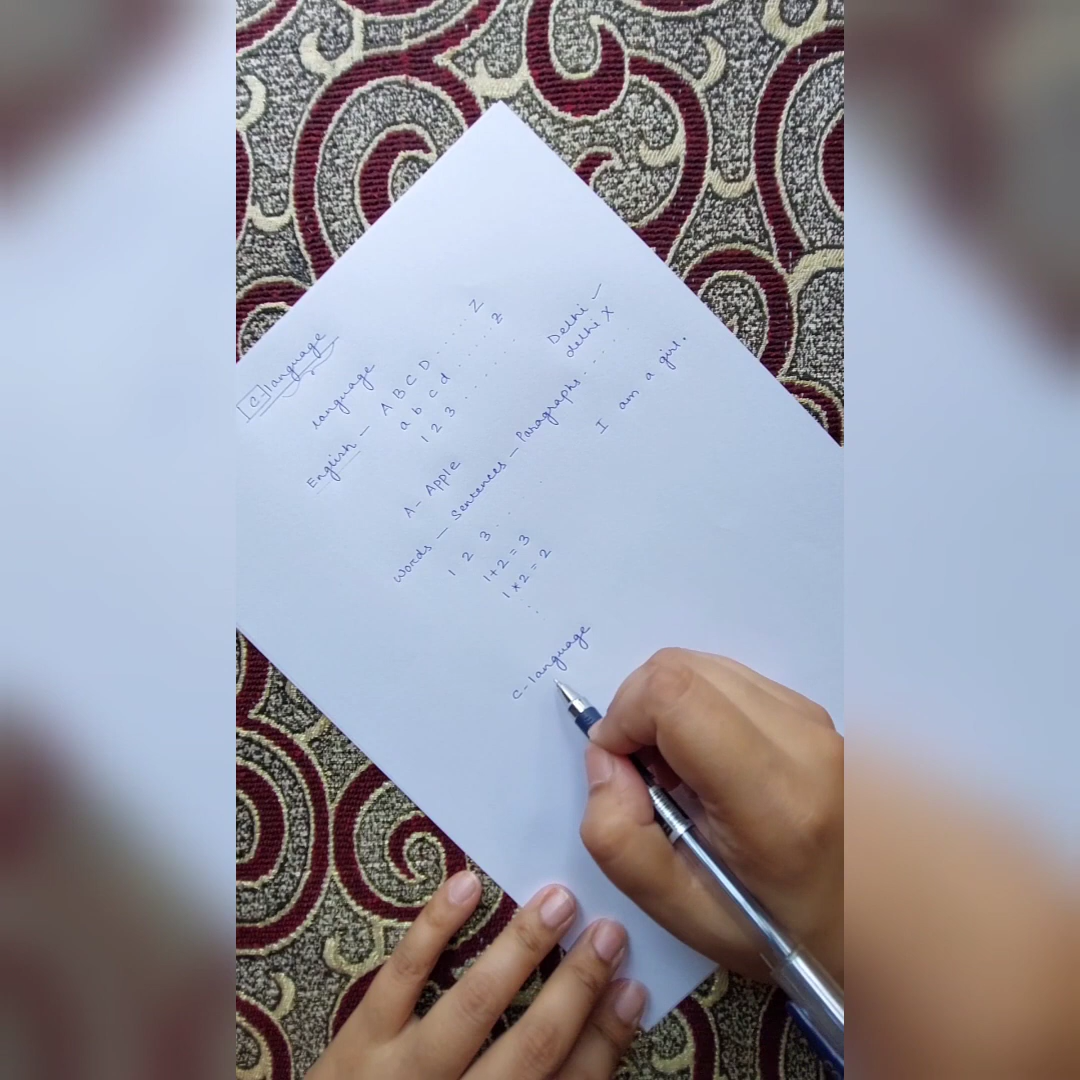 C-language
language
English - A B C D ...... Z
a b c d ...... z
1 2 3 . . . .
Delhi -
delhi X
A - Apple
Words - Sentences - Paragraphs . . . .
I am a girl.
1 2 3 . . .
1+2 = 3
1×2 = 2
:
C-language